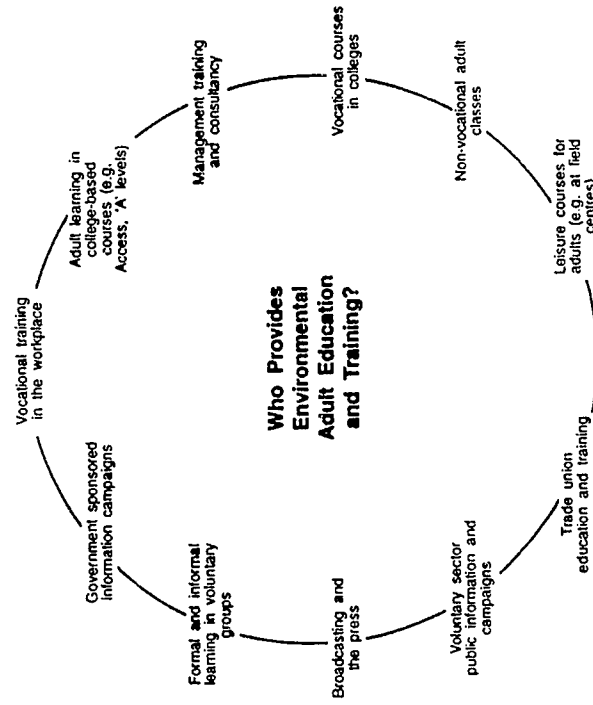 Who Provides
Environmental
Adult Education
and Training?
Vocational training
in the workplace
Adult learning in
college-based
courses (e.g.
Access, 'A' levels)
Management training
and consultancy
Vocational courses
in colleges
Non-vocational adult
classes
Leisure courses for
adults (e.g. at field
centres)
Trade union
education and training
Voluntary sector
public information and
campaigns
Broadcasting and
the press
Formal and informal
learning in voluntary
groups
Government sponsored
information campaigns